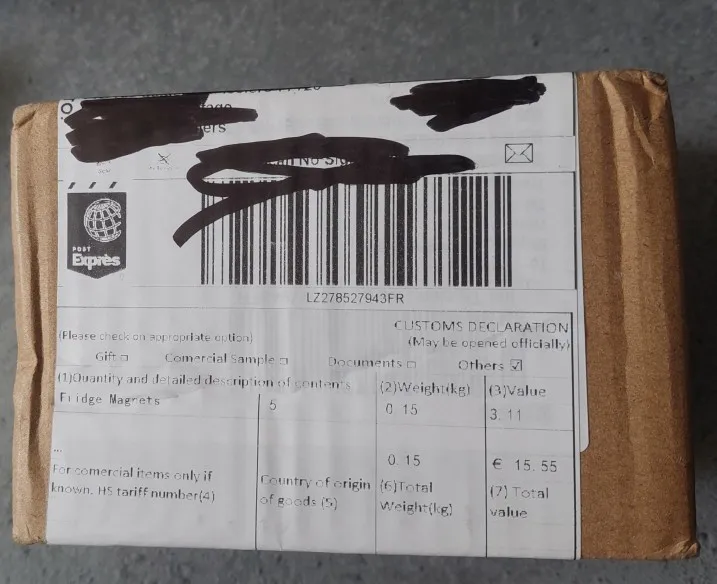 ers
No Si
POST
Exprès
LZ278527943FR
CUSTOMS DECLARATION
(Please check on appropriate option)
(May be opened officially)
Gift
Comercial Sample
Documents
Others
(1)Quantity and detailed description of contents
(2)Weight(kg)
(3)Value
Fridge Magnets
5
0.15
3.11
...
0.15
€ 15.55
For comercial items only if
known, HS tariff number(4)
Country of origin
of goods (5)
(6)Total
Weight(kg)
(7) Total
value